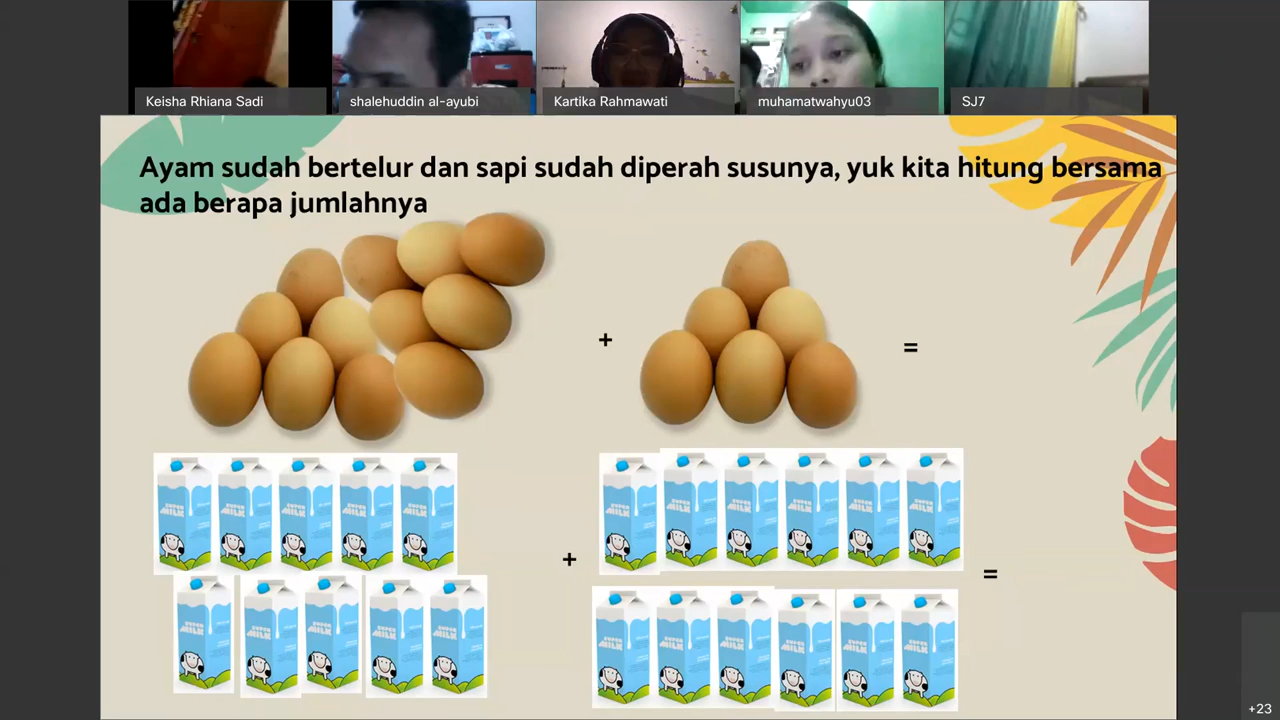 Keisha Rhiana Sadi
shalehuddin al-ayubi
Kartika Rahmawati
muhamatwahyu03
SJ7
Ayam sudah bertelur dan sapi sudah diperah susunya, yuk kita hitung bersama
ada berapa jumlahnya
+
=
+
=
+23